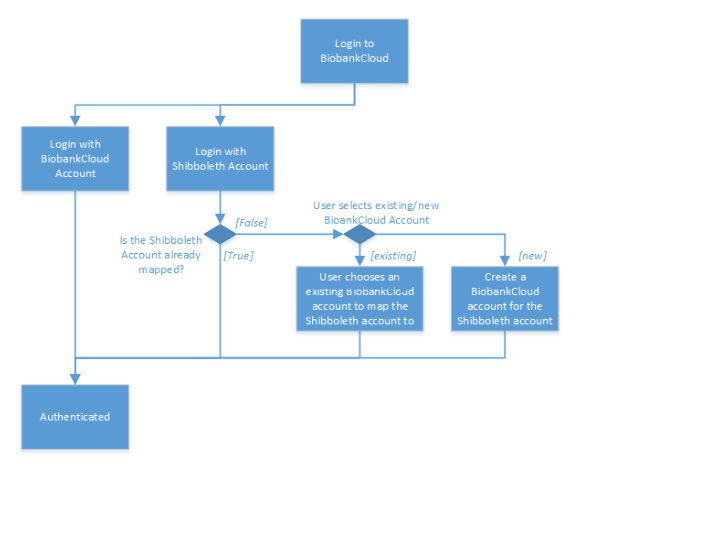 Login to
BiobankCloud
Login with
BiobankCloud
Account
Login with
Shibboleth Account
User selects existing/new
BioankCloud Account
[False]
Is the Shibboleth
Account already
mapped?
[True]
[existing]
[new]
User chooses an
existing BiobankCloud
account to map the
Shibboleth account to
Create a
BiobankCloud
account for the
Shibboleth account
Authenticated